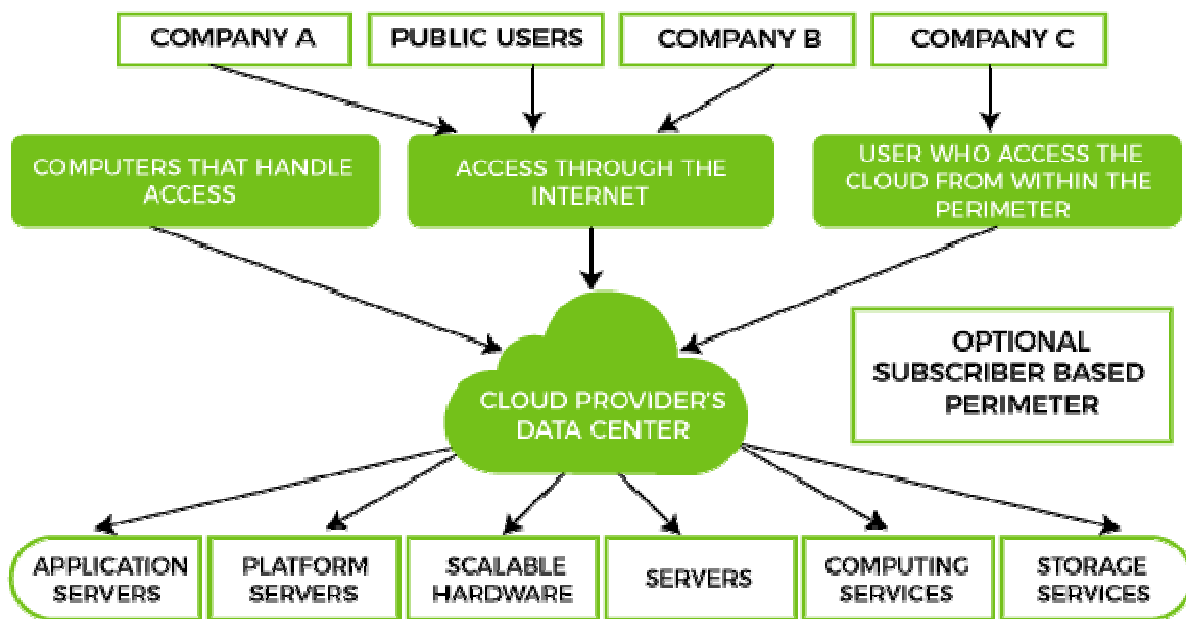 COMPANY A
PUBLIC USERS
COMPANY B
COMPANY C
COMPUTERS THAT HANDLE
ACCESS
ACCESS THROUGH THE
INTERNET
USER WHO ACCESS THE
CLOUD FROM WITHIN THE
PERIMETER
OPTIONAL
SUBSCRIBER BASED
PERIMETER
CLOUD PROVIDER'S
DATA CENTER
APPLICATION
SERVERS
PLATFORM
SERVERS
SCALABLE
HARDWARE
SERVERS
COMPUTING
SERVICES
STORAGE
SERVICES